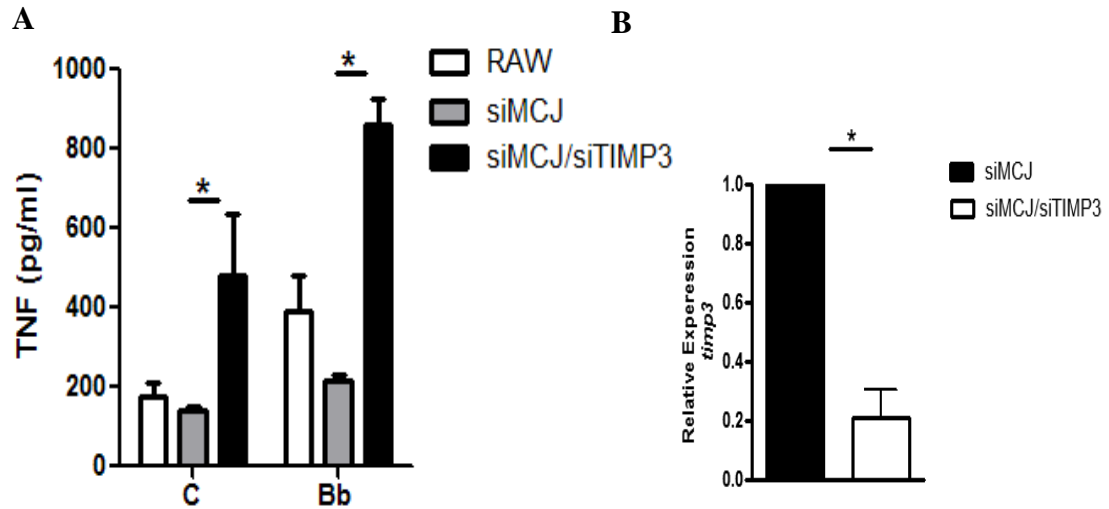 A
TNF (pg/ml)
1000
800
600
400
200
0
*
*
C
Bb
RAW
siMCJ
siMCJ/siTIMP3
B
Relative Experession
timp3
1.0
0.8
0.6
0.4
0.2
0.0
*
siMCJ
siMCJ/siTIMP3